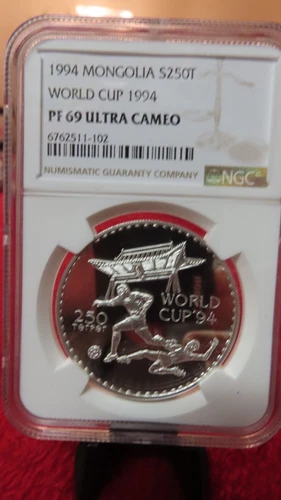 1994 MONGOLIA S250T
WORLD CUP 1994
PF 69 ULTRA CAMEO
6762511-102
NUMISMATIC GUARANTY COMPANY
NGC
WORLD
CUP'94
250
төгрөг